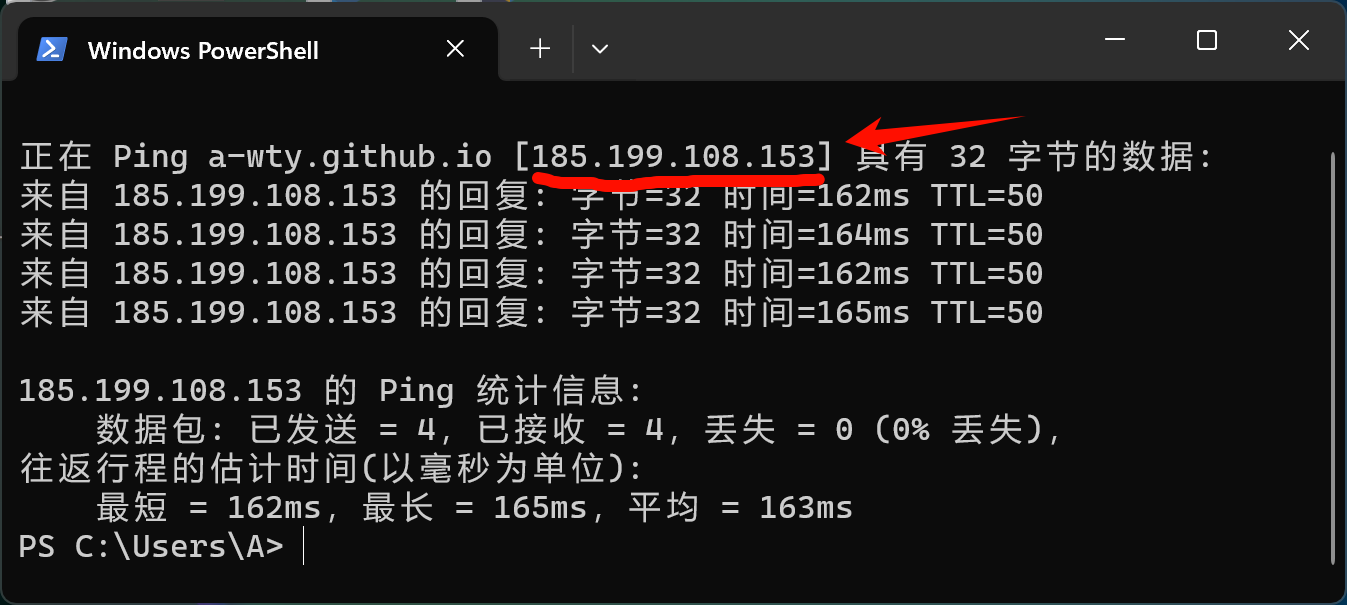 Windows PowerShell
正在 Ping a-wty.github.io [185.199.108.153] 具有 32 字节的数据:
来自 185.199.108.153 的回复: 字节=32 时间=162ms TTL=50
来自 185.199.108.153 的回复: 字节=32 时间=164ms TTL=50
来自 185.199.108.153 的回复: 字节=32 时间=162ms TTL=50
来自 185.199.108.153 的回复: 字节=32 时间=165ms TTL=50
185.199.108.153 的 Ping 统计信息:
数据包: 已发送 = 4, 已接收 = 4, 丢失 = 0 (0% 丢失),
往返行程的估计时间(以毫秒为单位):
最短 = 162ms, 最长 = 165ms, 平均 = 163ms
PS C:\Users\A>